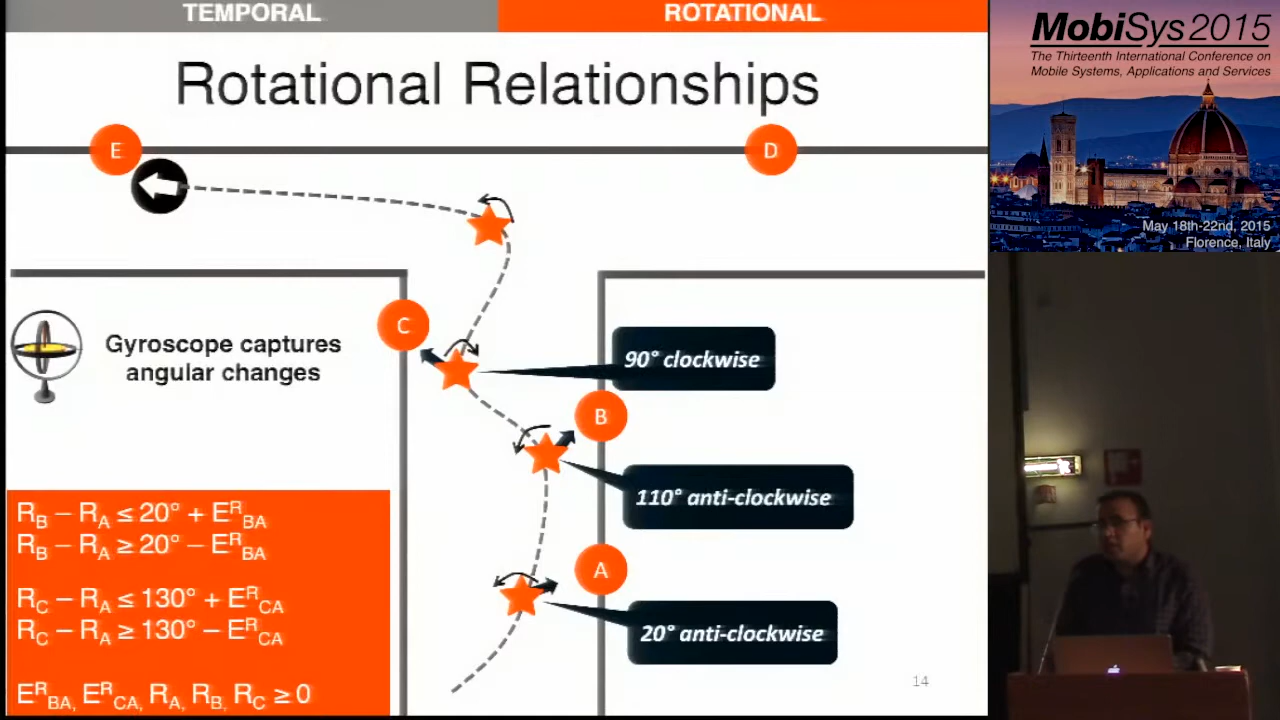 TEMPORAL
ROTATIONAL
Rotational Relationships
E
D
C
Gyroscope captures
angular changes
90° clockwise
B
110° anti-clockwise
A
20° anti-clockwise
R_B – R_A ≤ 20° + E^R_BA
R_B – R_A ≥ 20° – E^R_BA
R_C – R_A ≤ 130° + E^R_CA
R_C – R_A ≥ 130° – E^R_CA
E^R_BA, E^R_CA, R_A, R_B, R_C ≥ 0
14
MobiSys 2015
The Thirteenth International Conference on
Mobile Systems, Applications and Services
May 18th-22nd, 2015
Florence, Italy